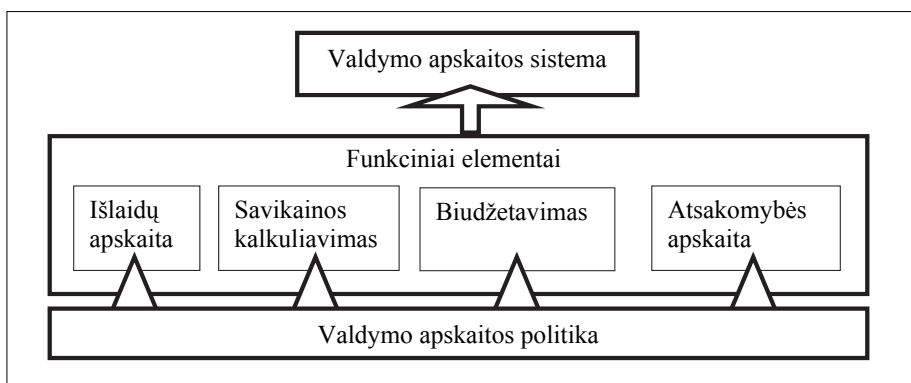 Valdymo apskaitos sistema
Funkciniai elementai
Išlaidų
apskaita
Savikainos
kalkuliavimas
Biudžetavimas
Atsakomybės
apskaita
Valdymo apskaitos politika